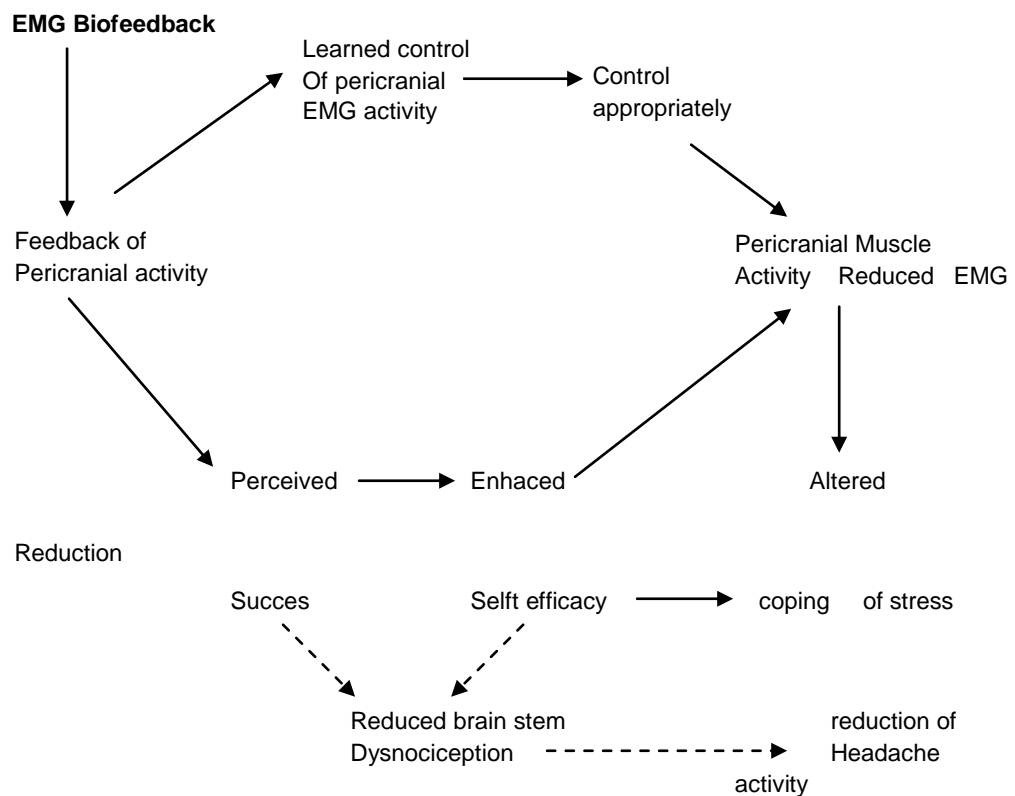 EMG Biofeedback
Learned control
Of pericranial
EMG activity
Control
appropriately
Feedback of
Pericranial activity
Pericranial Muscle
Activity Reduced EMG
Perceived
Enhaced
Altered
Reduction
Succes
Selft efficacy
coping of stress
Reduced brain stem
Dysnociception
reduction of
Headache
activity